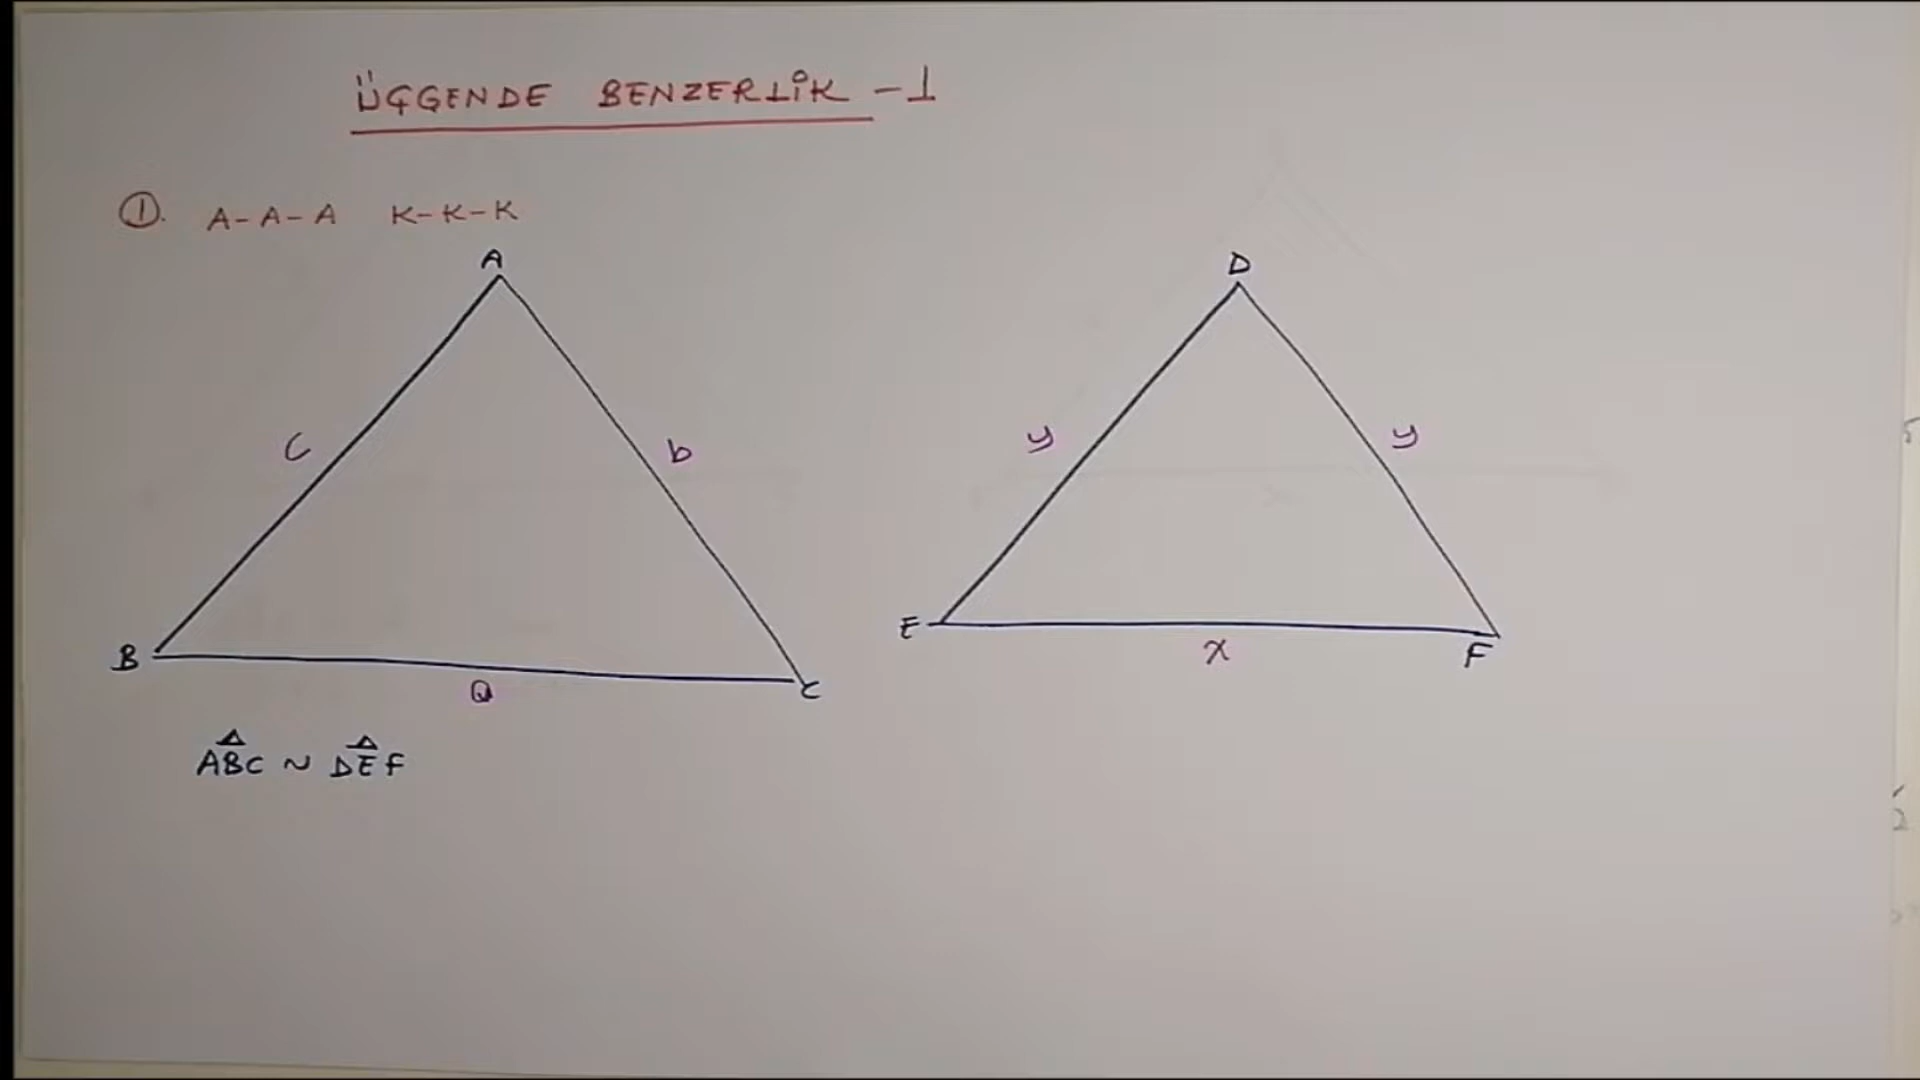 ÜÇGENDE BENZERLİK -1
① . A-A-A K-K-K
A
D
c
b
y
y
B
a
C
E
x
F
ABC ~ DEF